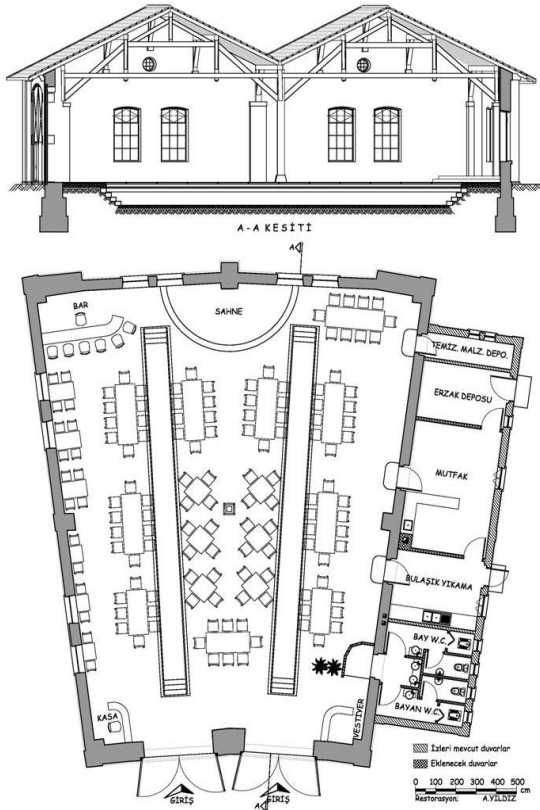 A-A KESİTİ
A
BAR
SAHNE
TEMİZ. MALZ. DEPO.
ERZAK DEPOSU
MUTFAK
BULAŞIK YIKAMA
BAY W.C.
BAYAN W.C.
VESTİYER
KASA
GİRİŞ
GİRİŞ
A
İzleri mevcut duvarlar
Eklenecek duvarlar
0 100 200 300 400 500 cm
Restorasyon: A.YILDIZ